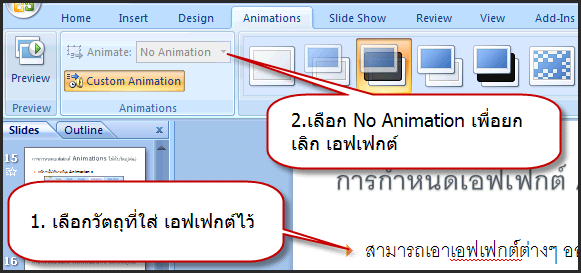 Home Insert Design Animations Slide Show Review View Add-Ins
Preview
Animate: No Animation
Custom Animation
Preview Animations
2.เลือก No Animation เพื่อยก
เลิก เอฟเฟกต์
Slides Outline x
15
การกำหนดเอฟเฟกต์
1. เลือกวัตถุที่ใส่ เอฟเฟกต์ไว้
สามารถเอาเอฟเฟกต์ต่างๆ
16